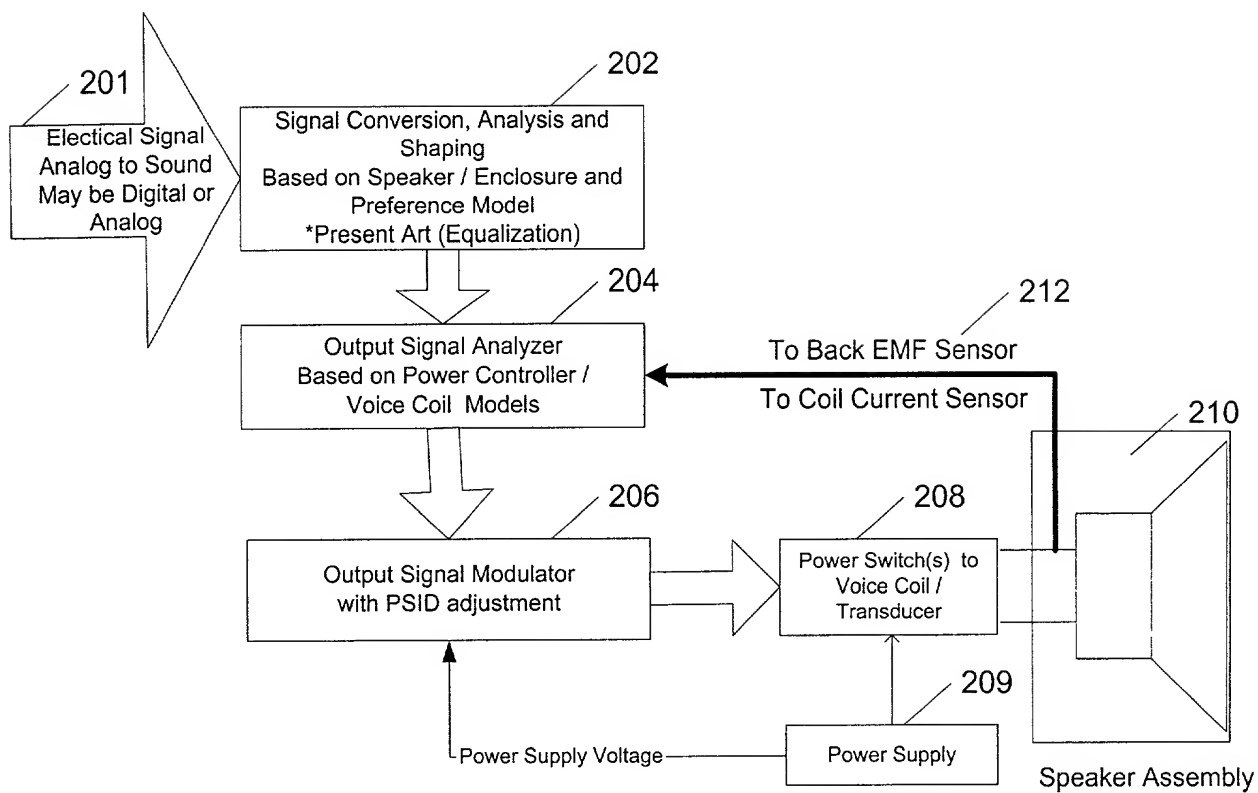 201
Electical Signal
Analog to Sound
May be Digital or
Analog
202
Signal Conversion, Analysis and
Shaping
Based on Speaker / Enclosure and
Preference Model
*Present Art (Equalization)
204
Output Signal Analyzer
Based on Power Controller /
Voice Coil Models
212
To Back EMF Sensor
To Coil Current Sensor
210
206
Output Signal Modulator
with PSID adjustment
208
Power Switch(s) to
Voice Coil /
Transducer
209
Power Supply
Power Supply Voltage
Speaker Assembly